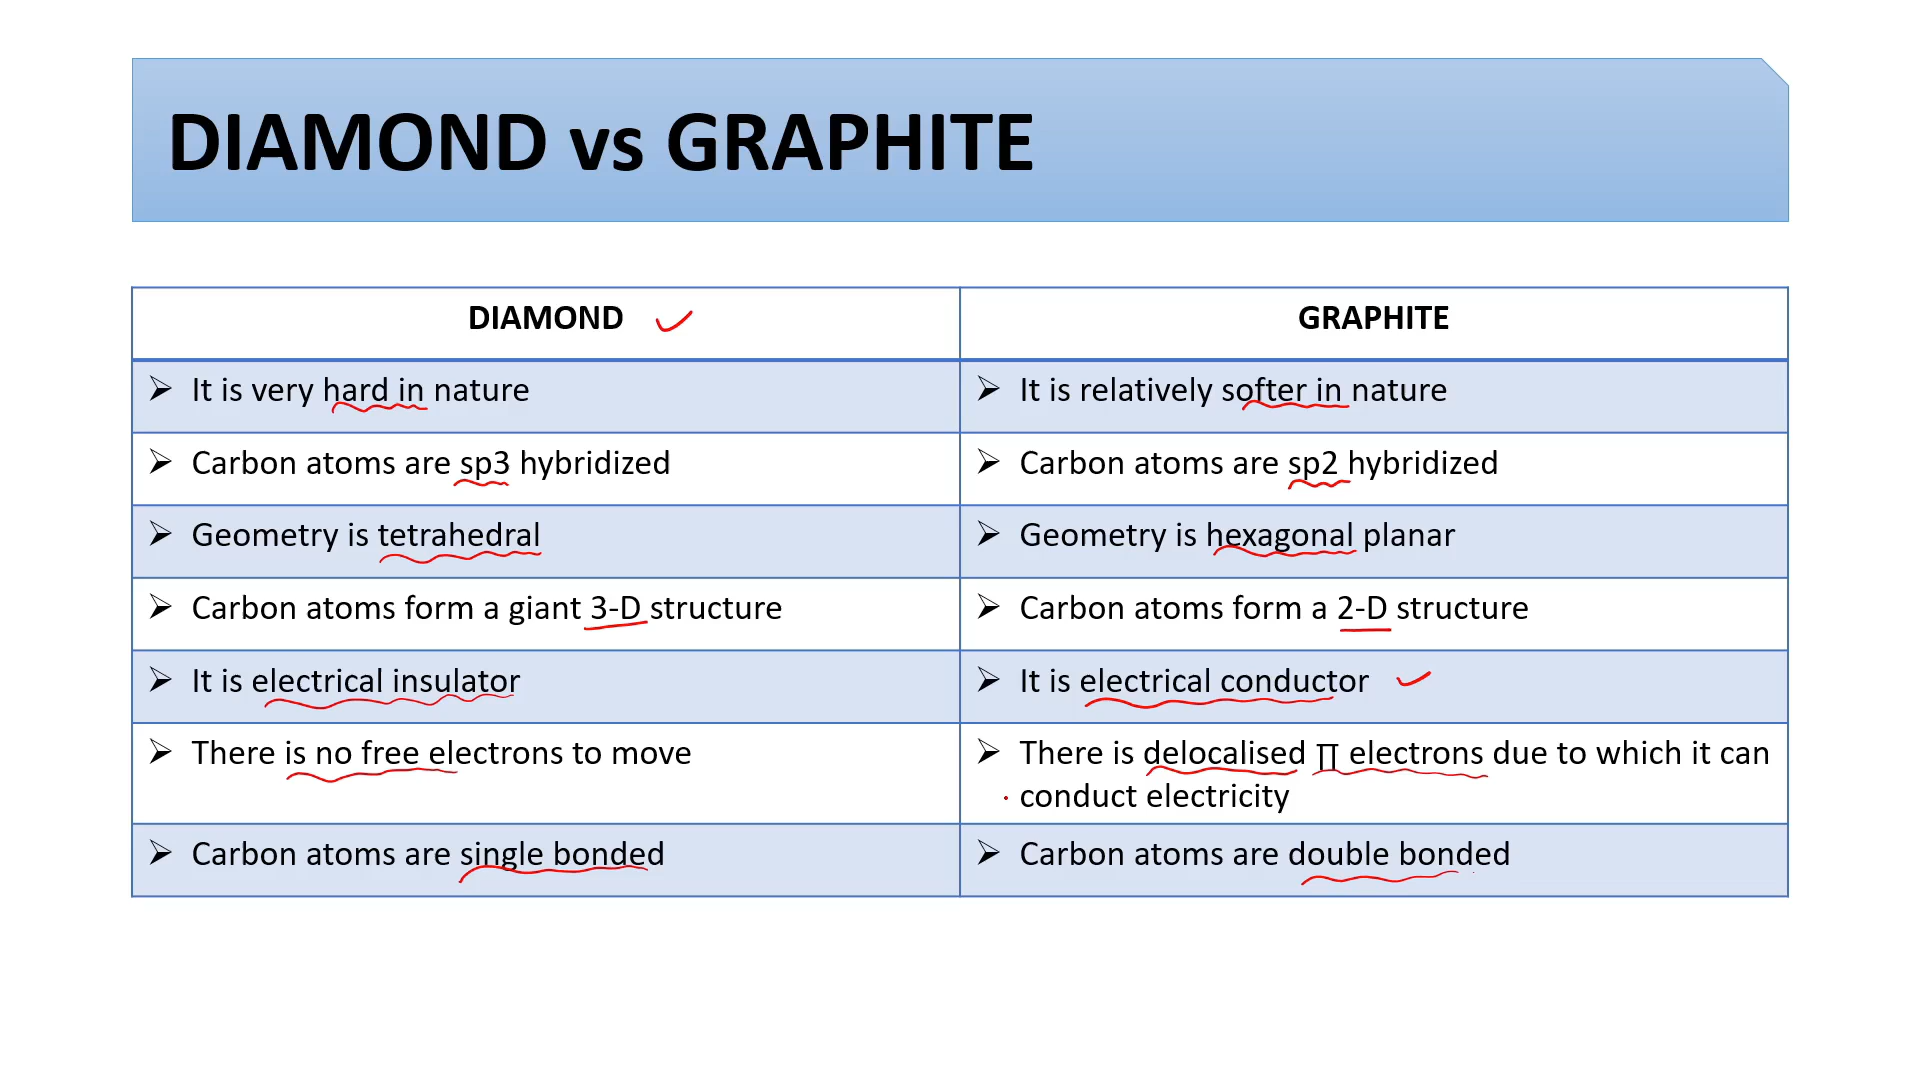 DIAMOND vs GRAPHITE
DIAMOND
GRAPHITE
➢ It is very hard in nature
➢ It is relatively softer in nature
➢ Carbon atoms are sp3 hybridized
➢ Carbon atoms are sp2 hybridized
➢ Geometry is tetrahedral
➢ Geometry is hexagonal planar
➢ Carbon atoms form a giant 3-D structure
➢ Carbon atoms form a 2-D structure
➢ It is electrical insulator
➢ It is electrical conductor
➢ There is no free electrons to move
➢ There is delocalised ∏ electrons due to which it can
conduct electricity
➢ Carbon atoms are single bonded
➢ Carbon atoms are double bonded